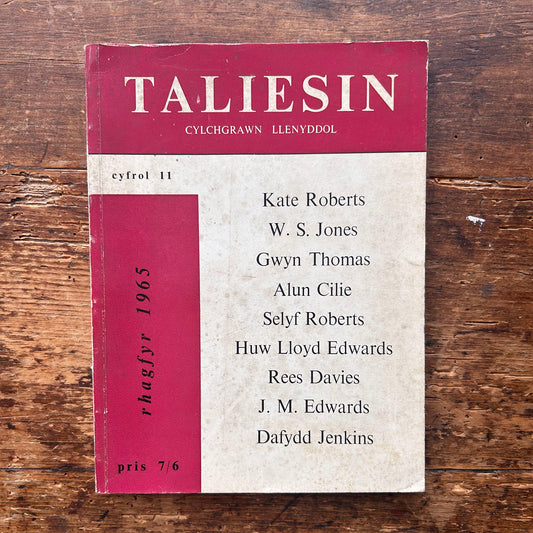 TALIESIN
CYLCHGRAWN LLENYDDOL
cyfrol 11
rhagfyr 1965
pris 7/6
Kate Roberts
W. S. Jones
Gwyn Thomas
Alun Cilie
Selyf Roberts
Huw Lloyd Edwards
Rees Davies
J. M. Edwards
Dafydd Jenkins